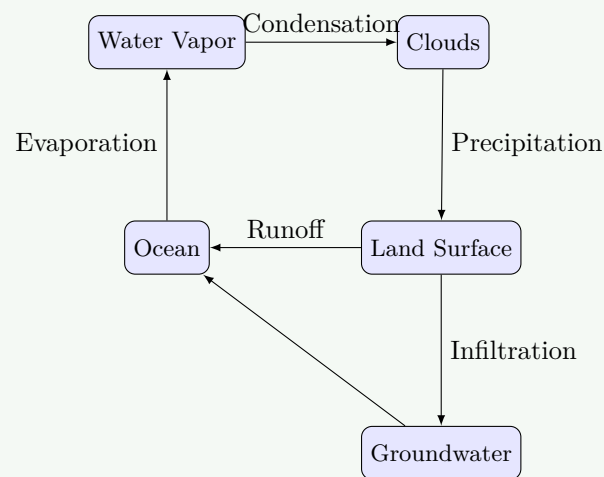 Water Vapor
Condensation
Clouds
Evaporation
Precipitation
Ocean
Runoff
Land Surface
Infiltration
Groundwater